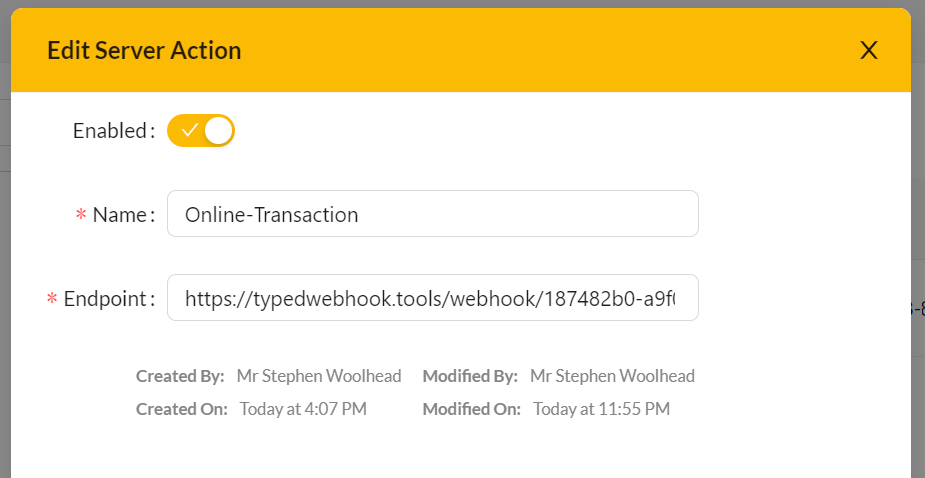 Edit Server Action X
Enabled :
* Name : Online-Transaction
* Endpoint : https://typedwebhook.tools/webhook/187482b0-a9f
Created By: Mr Stephen Woolhead Modified By: Mr Stephen Woolhead
Created On: Today at 4:07 PM Modified On: Today at 11:55 PM